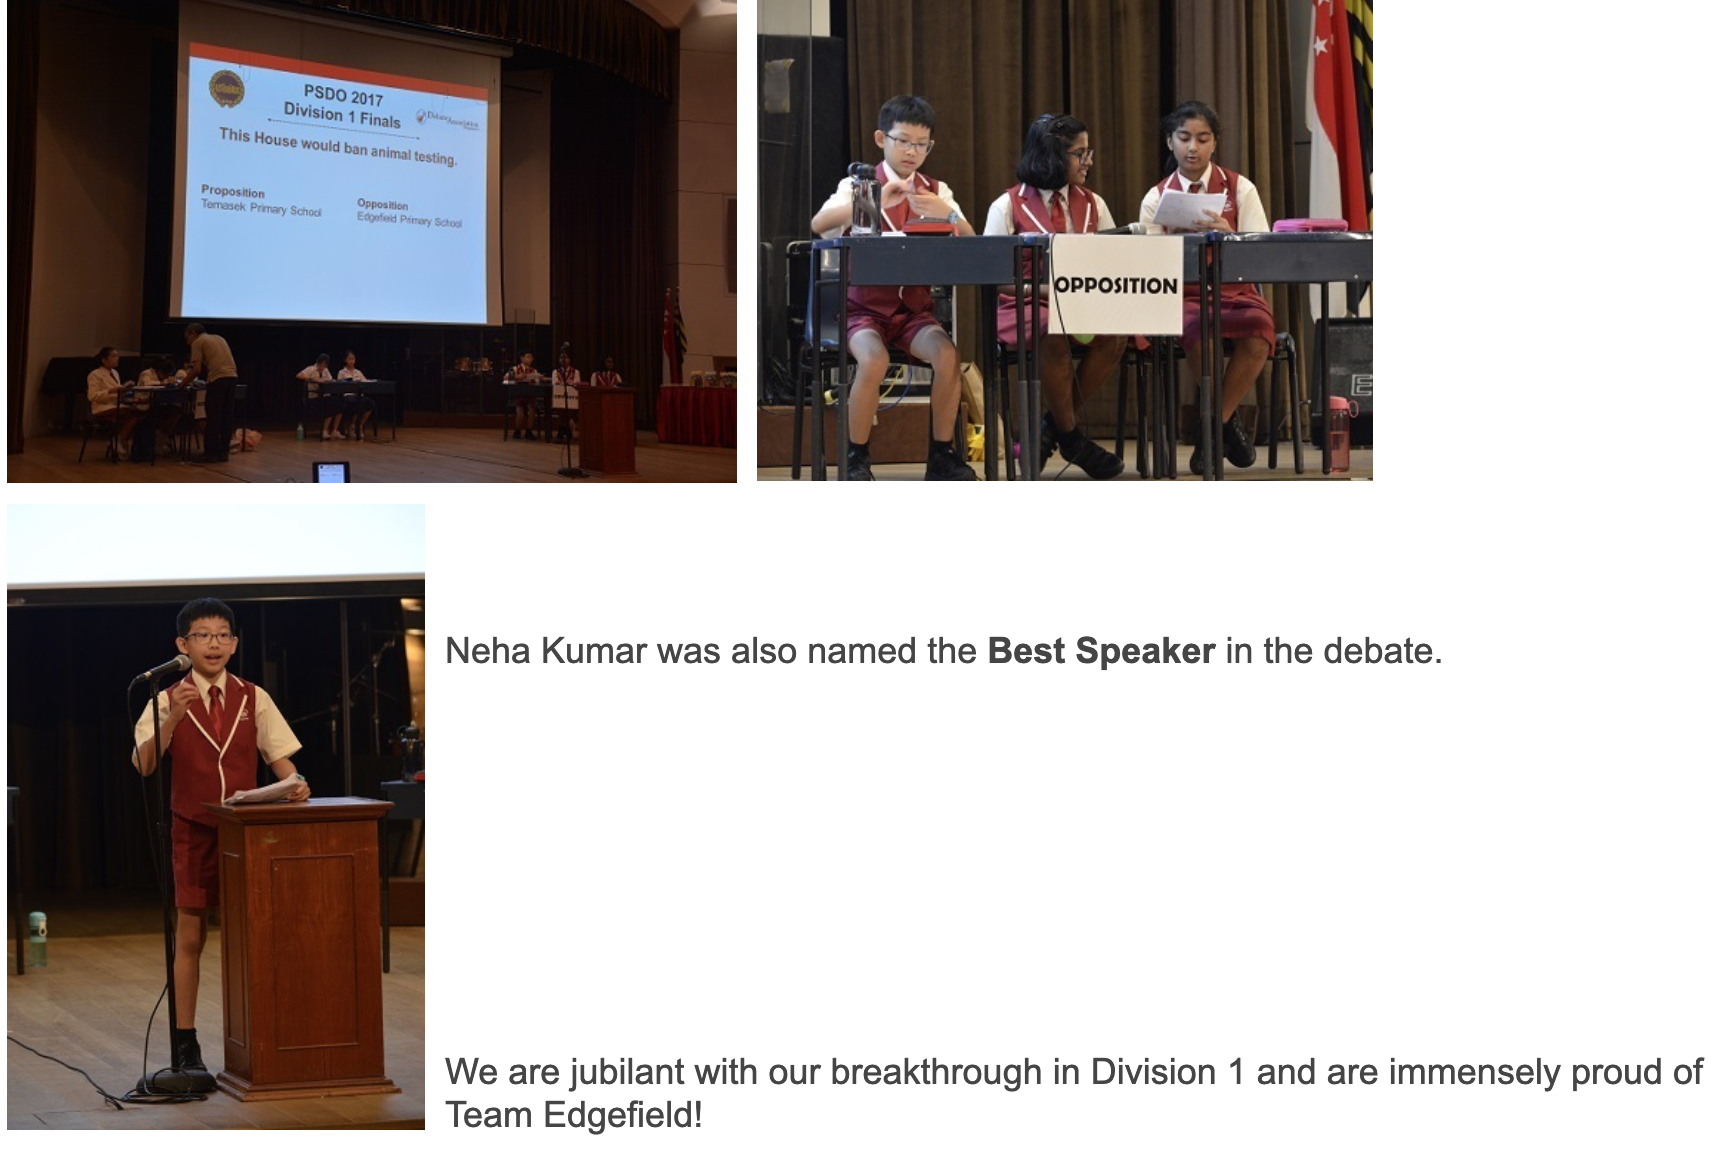 PSDO 2017
Division 1 Finals
Debate Association
This House would ban animal testing.
Proposition
Temasek Primary School
Opposition
Edgefield Primary School
OPPOSITION
Neha Kumar was also named the Best Speaker in the debate.
We are jubilant with our breakthrough in Division 1 and are immensely proud of
Team Edgefield!